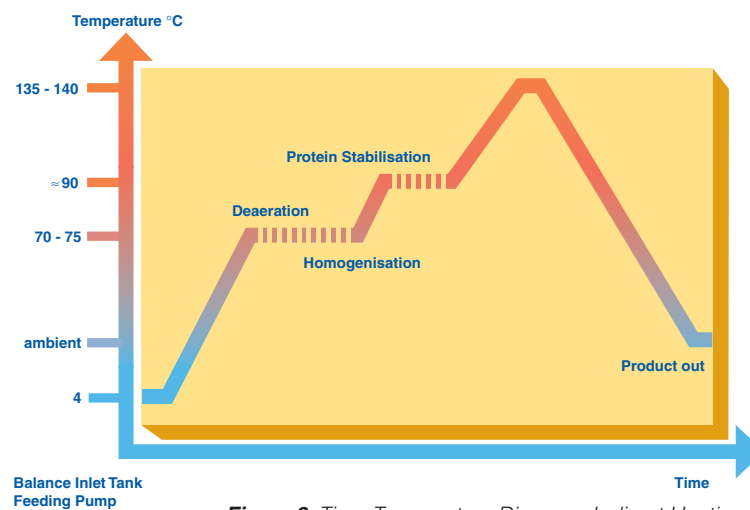 Temperature °C
135 - 140
Protein Stabilisation
≈90
Deaeration
70 - 75
Homogenisation
ambient
Product out
4
Balance Inlet Tank
Feeding Pump
Time